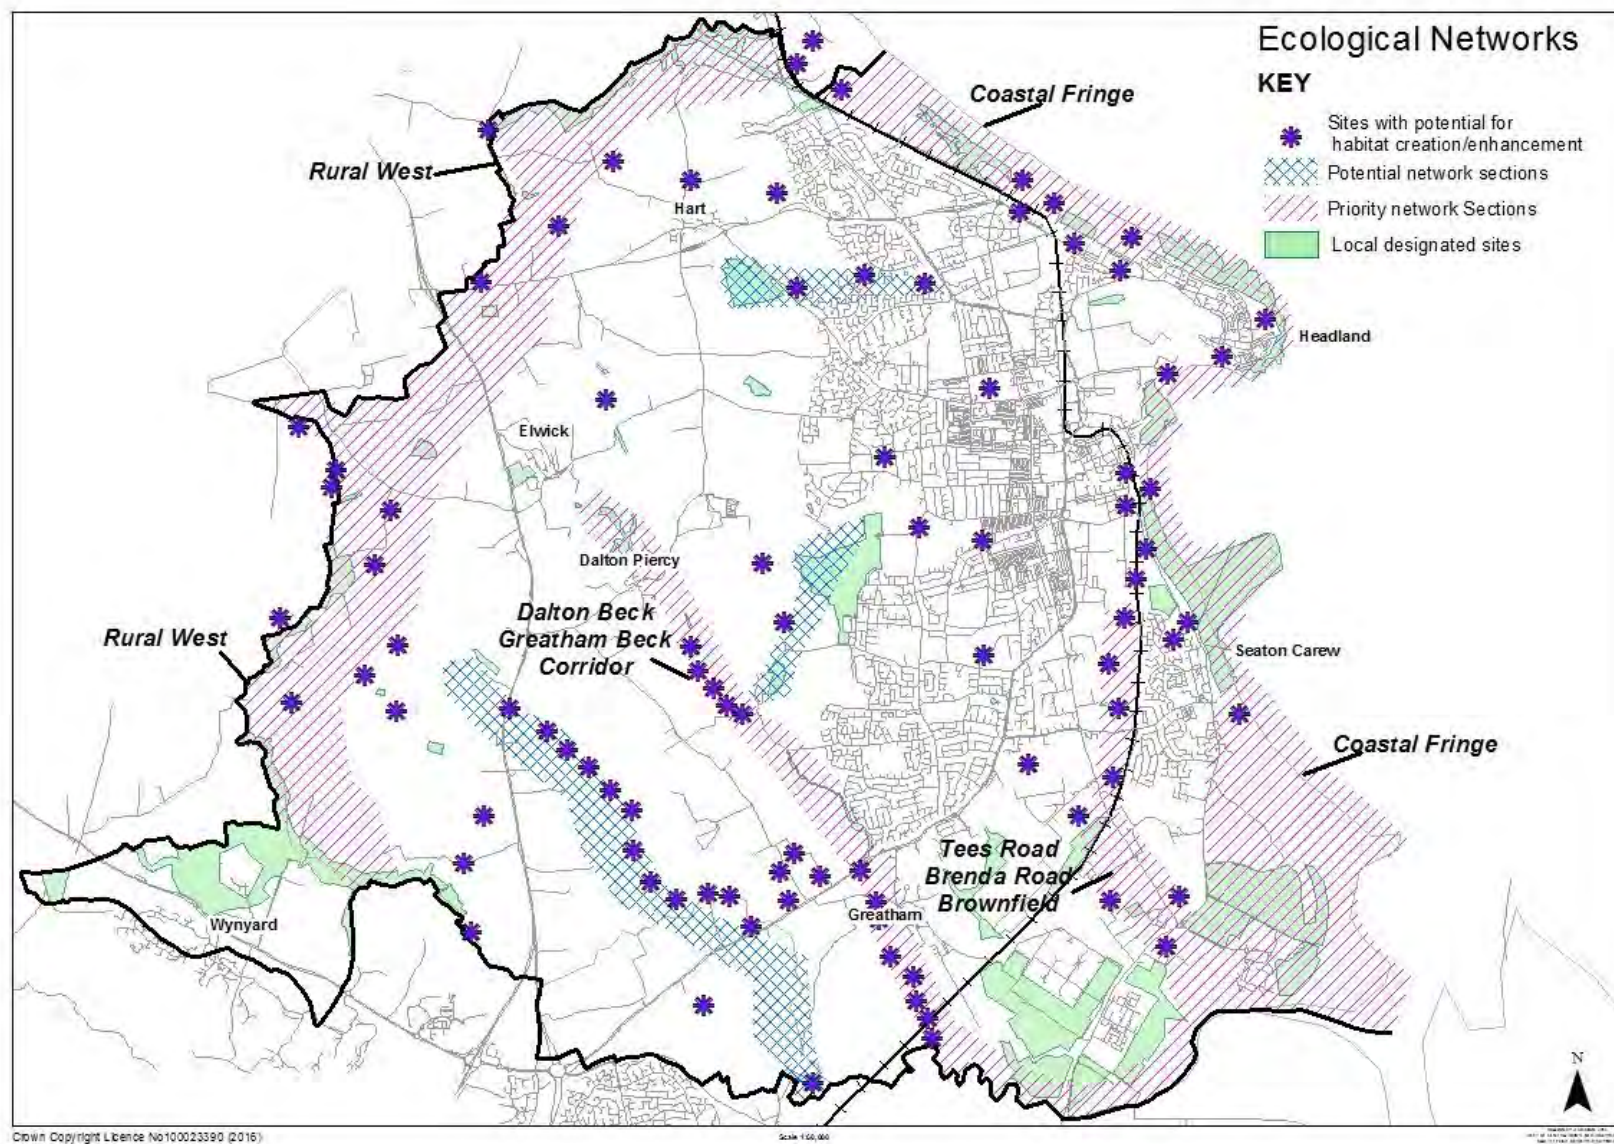 Ecological Networks
KEY
Sites with potential for
habitat creation/enhancement
Potential network sections
Priority network Sections
Local designated sites
Coastal Fringe
Rural West
Hart
Headland
Elwick
Dalton Piercy
Dalton Beck
Greatham Beck
Corridor
Rural West
Seaton Carew
Coastal Fringe
Tees Road
Brenda Road
Brownfield
Greatham
Wynyard
N
Crown Copyright Licence No100023390 (2016)